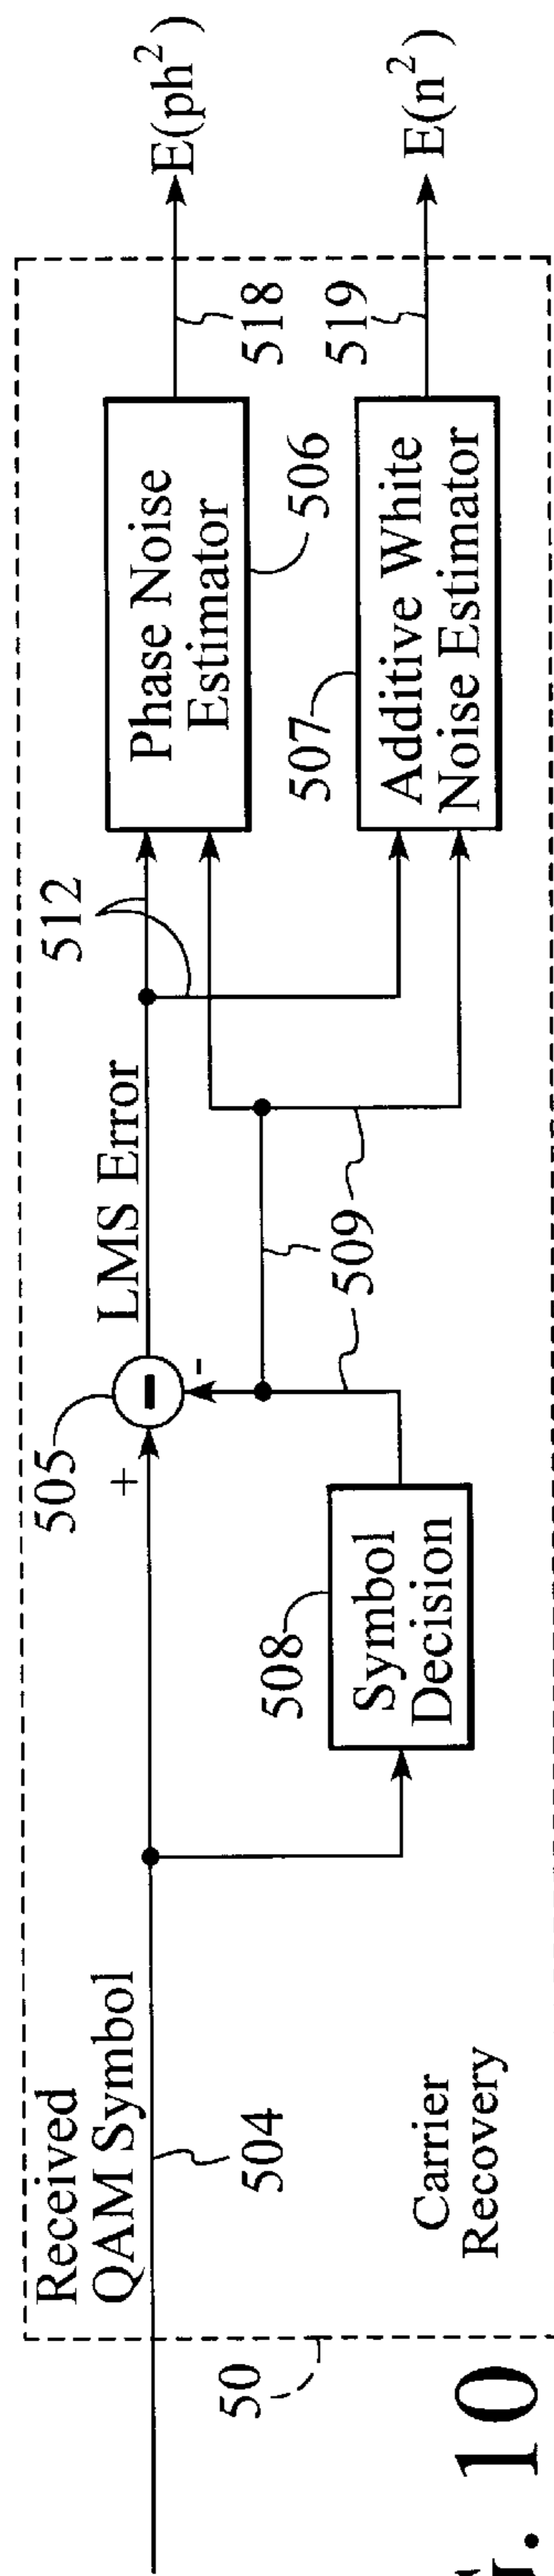 Received
QAM Symbol
504
50
Carrier
Recovery
505
+
-
LMS Error
508
Symbol
Decision
509
512
Phase Noise
Estimator
506
507
Additive White
Noise Estimator
518
519
E(ph²)
E(n²)
10